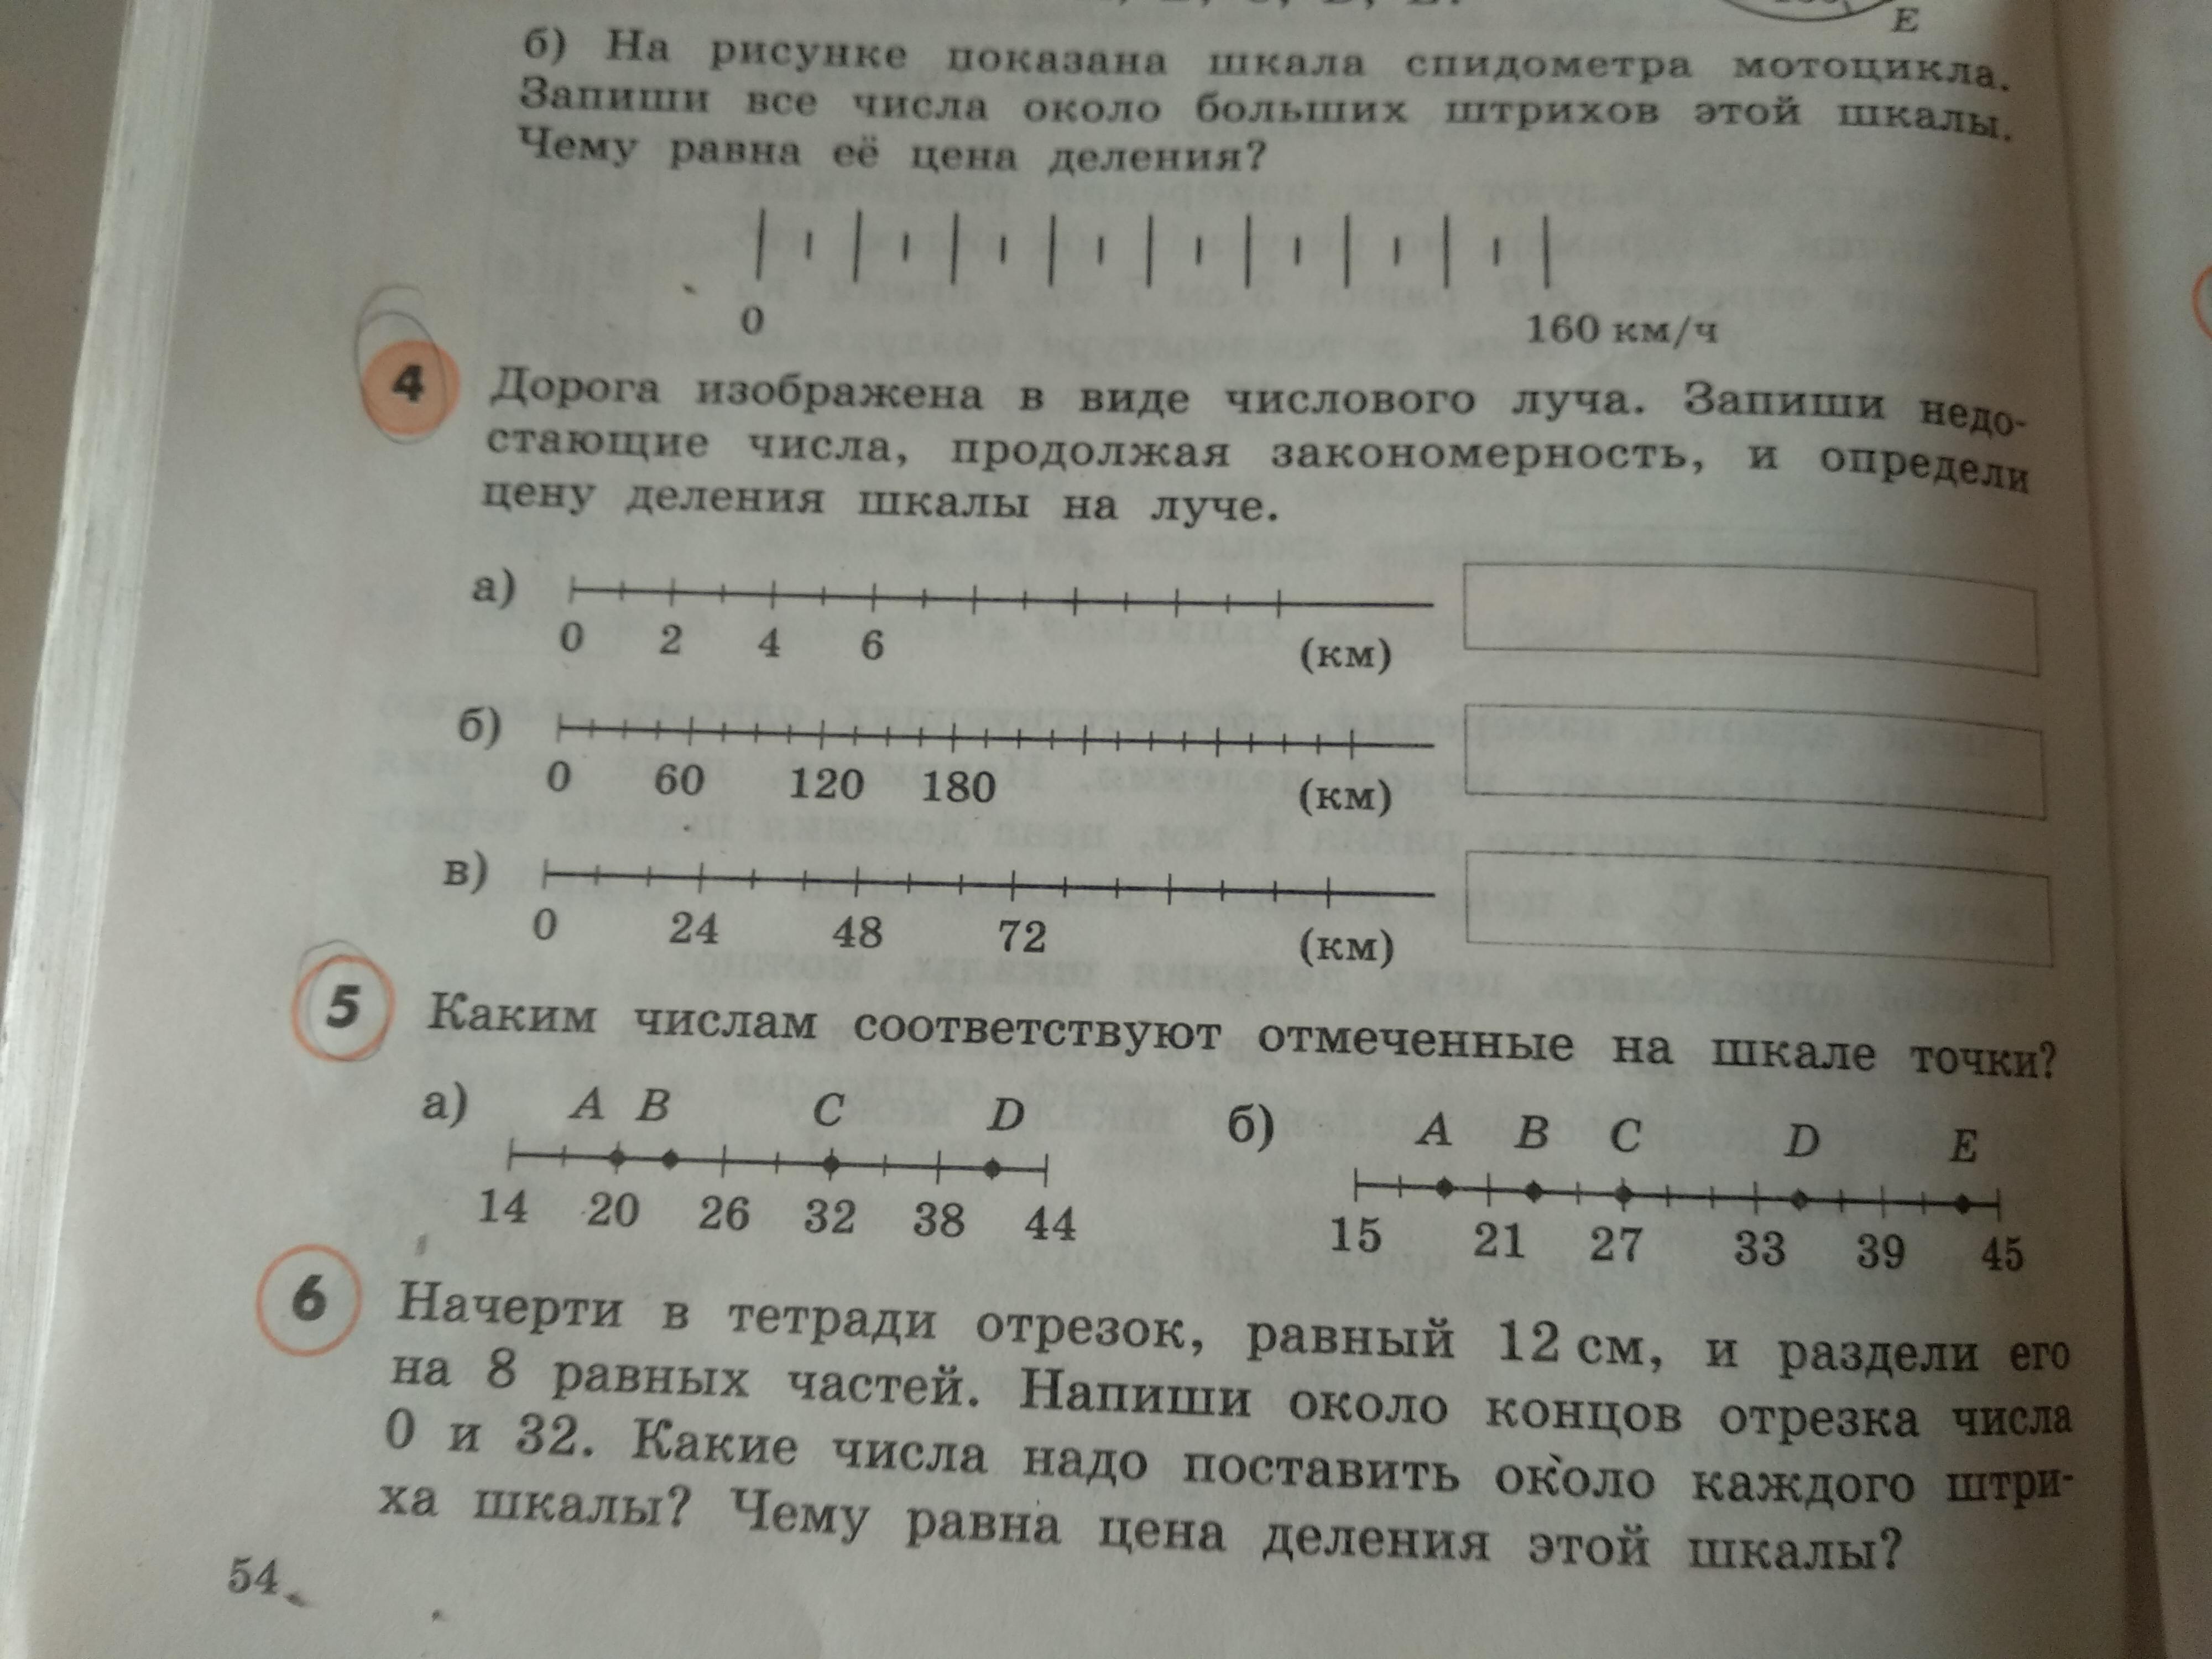 E
б) На рисунке показана шкала спидометра мотоцикла.
Запиши все числа около больших штрихов этой шкалы.
Чему равна её цена деления?
0 160 км/ч
4 Дорога изображена в виде числового луча. Запиши недо-
стающие числа, продолжая закономерность, и определи
цену деления шкалы на луче.
а)
0 2 4 6 (км)
б)
0 60 120 180 (км)
в)
0 24 48 72 (км)
5 Каким числам соответствуют отмеченные на шкале точки?
а) A B C D
14 20 26 32 38 44
б) A B C D E
15 21 27 33 39 45
6 Начерти в тетради отрезок, равный 12 см, и раздели его
на 8 равных частей. Напиши около концов отрезка числа
0 и 32. Какие числа надо поставить около каждого штри-
ха шкалы? Чему равна цена деления этой шкалы?
54